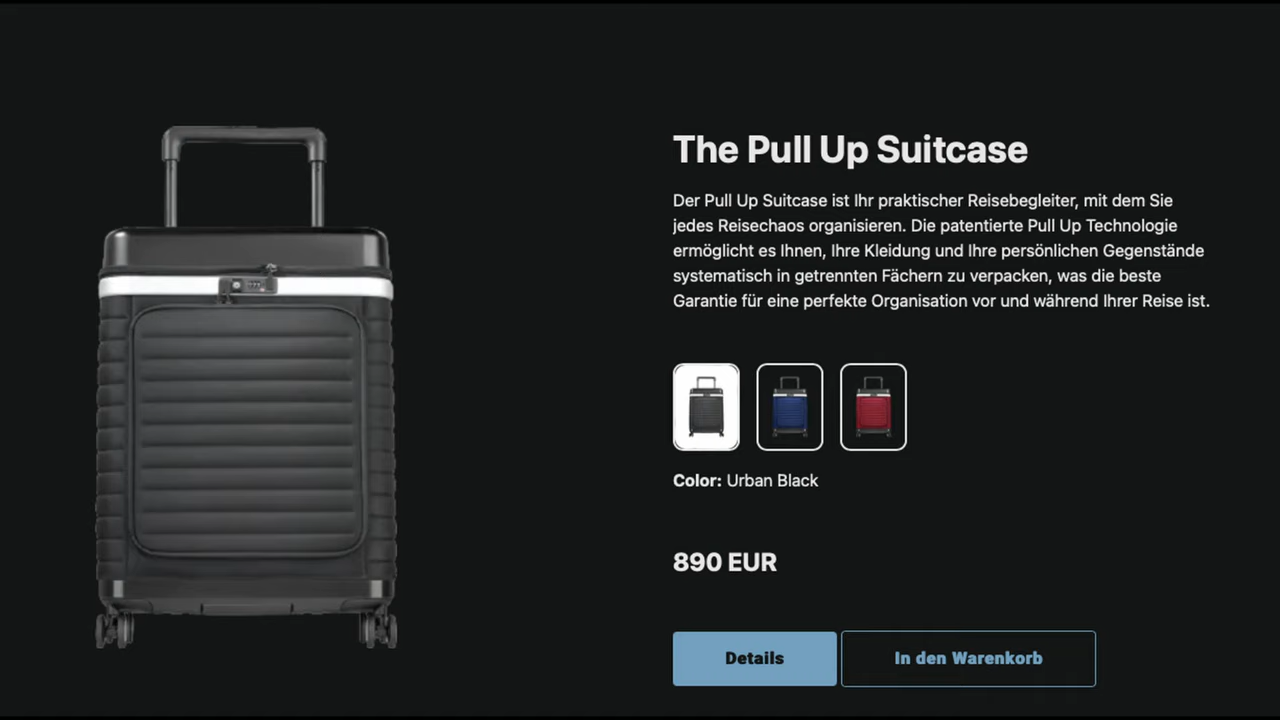 The Pull Up Suitcase
Der Pull Up Suitcase ist Ihr praktischer Reisebegleiter, mit dem Sie
jedes Reisechaos organisieren. Die patentierte Pull Up Technologie
ermöglicht es Ihnen, Ihre Kleidung und Ihre persönlichen Gegenstände
systematisch in getrennten Fächern zu verpacken, was die beste
Garantie für eine perfekte Organisation vor und während Ihrer Reise ist.
Color: Urban Black
890 EUR
Details
In den Warenkorb